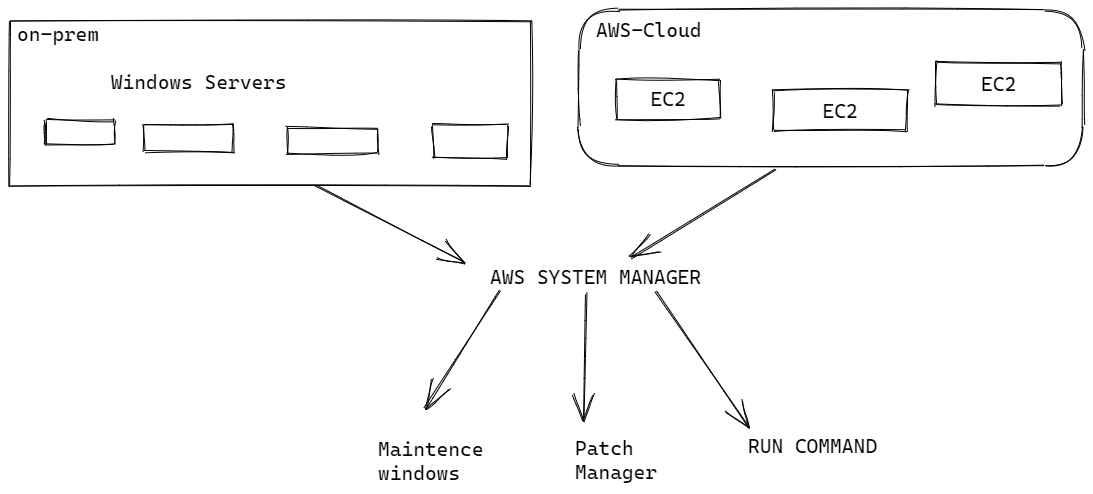 on-prem
Windows Servers
AWS-Cloud
EC2
EC2
EC2
AWS SYSTEM MANAGER
Maintence
windows
Patch
Manager
RUN COMMAND